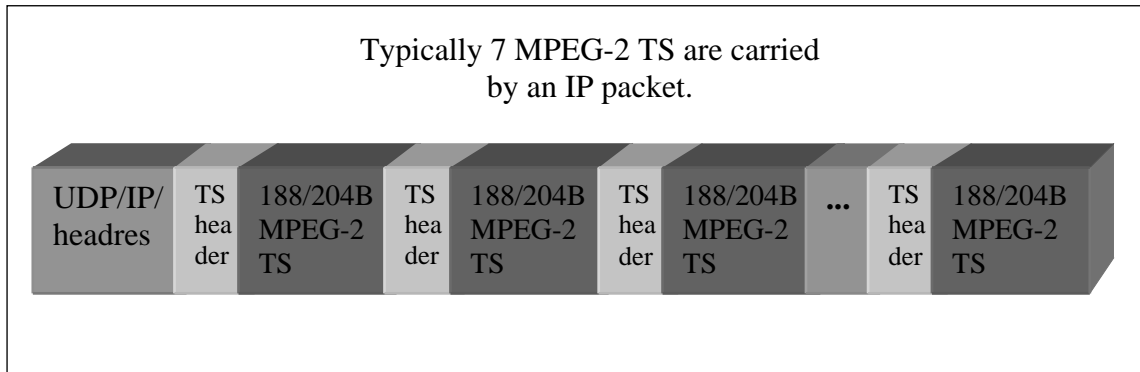 Typically 7 MPEG-2 TS are carried
by an IP packet.
UDP/IP/
headres
TS
hea
der
188/204B
MPEG-2
TS
TS
hea
der
188/204B
MPEG-2
TS
TS
hea
der
188/204B
MPEG-2
TS
...
TS
hea
der
188/204B
MPEG-2
TS